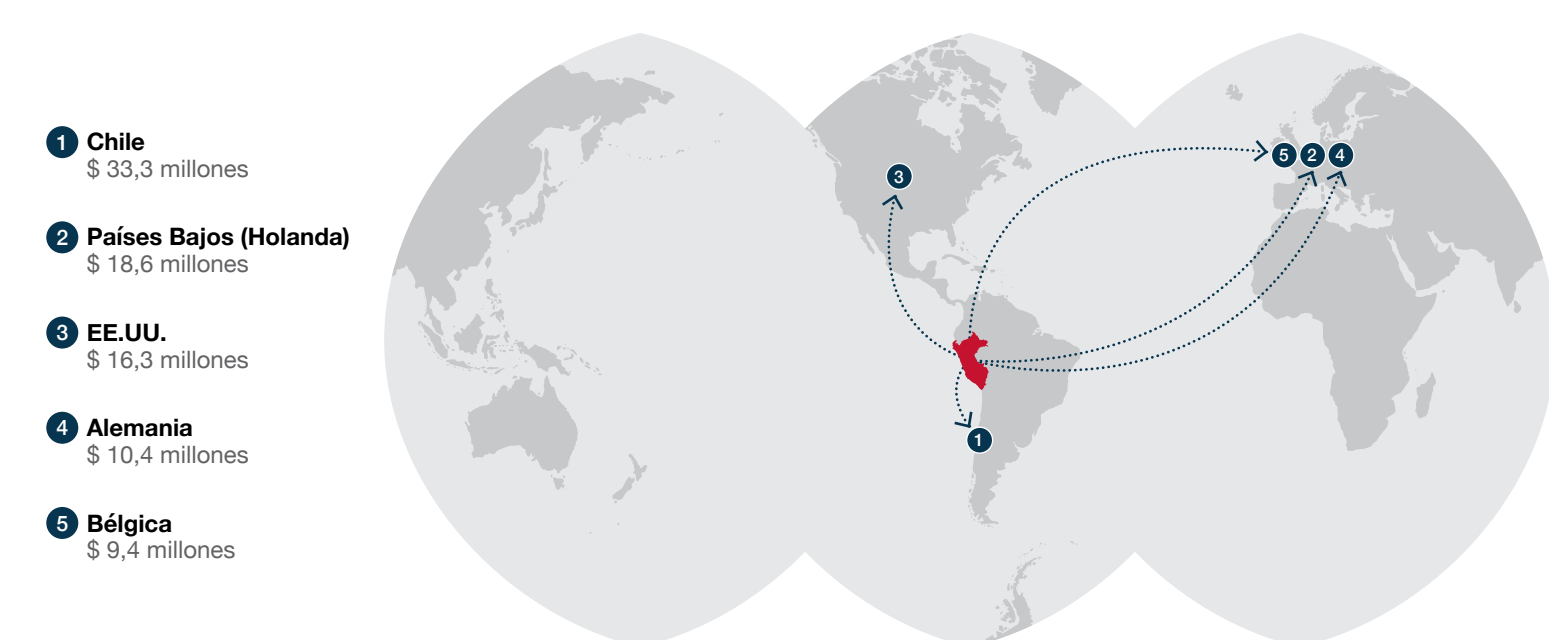 1 Chile
$ 33,3 millones
2 Países Bajos (Holanda)
$ 18,6 millones
3 EE.UU.
$ 16,3 millones
4 Alemania
$ 10,4 millones
5 Bélgica
$ 9,4 millones
5 2 4
3
1